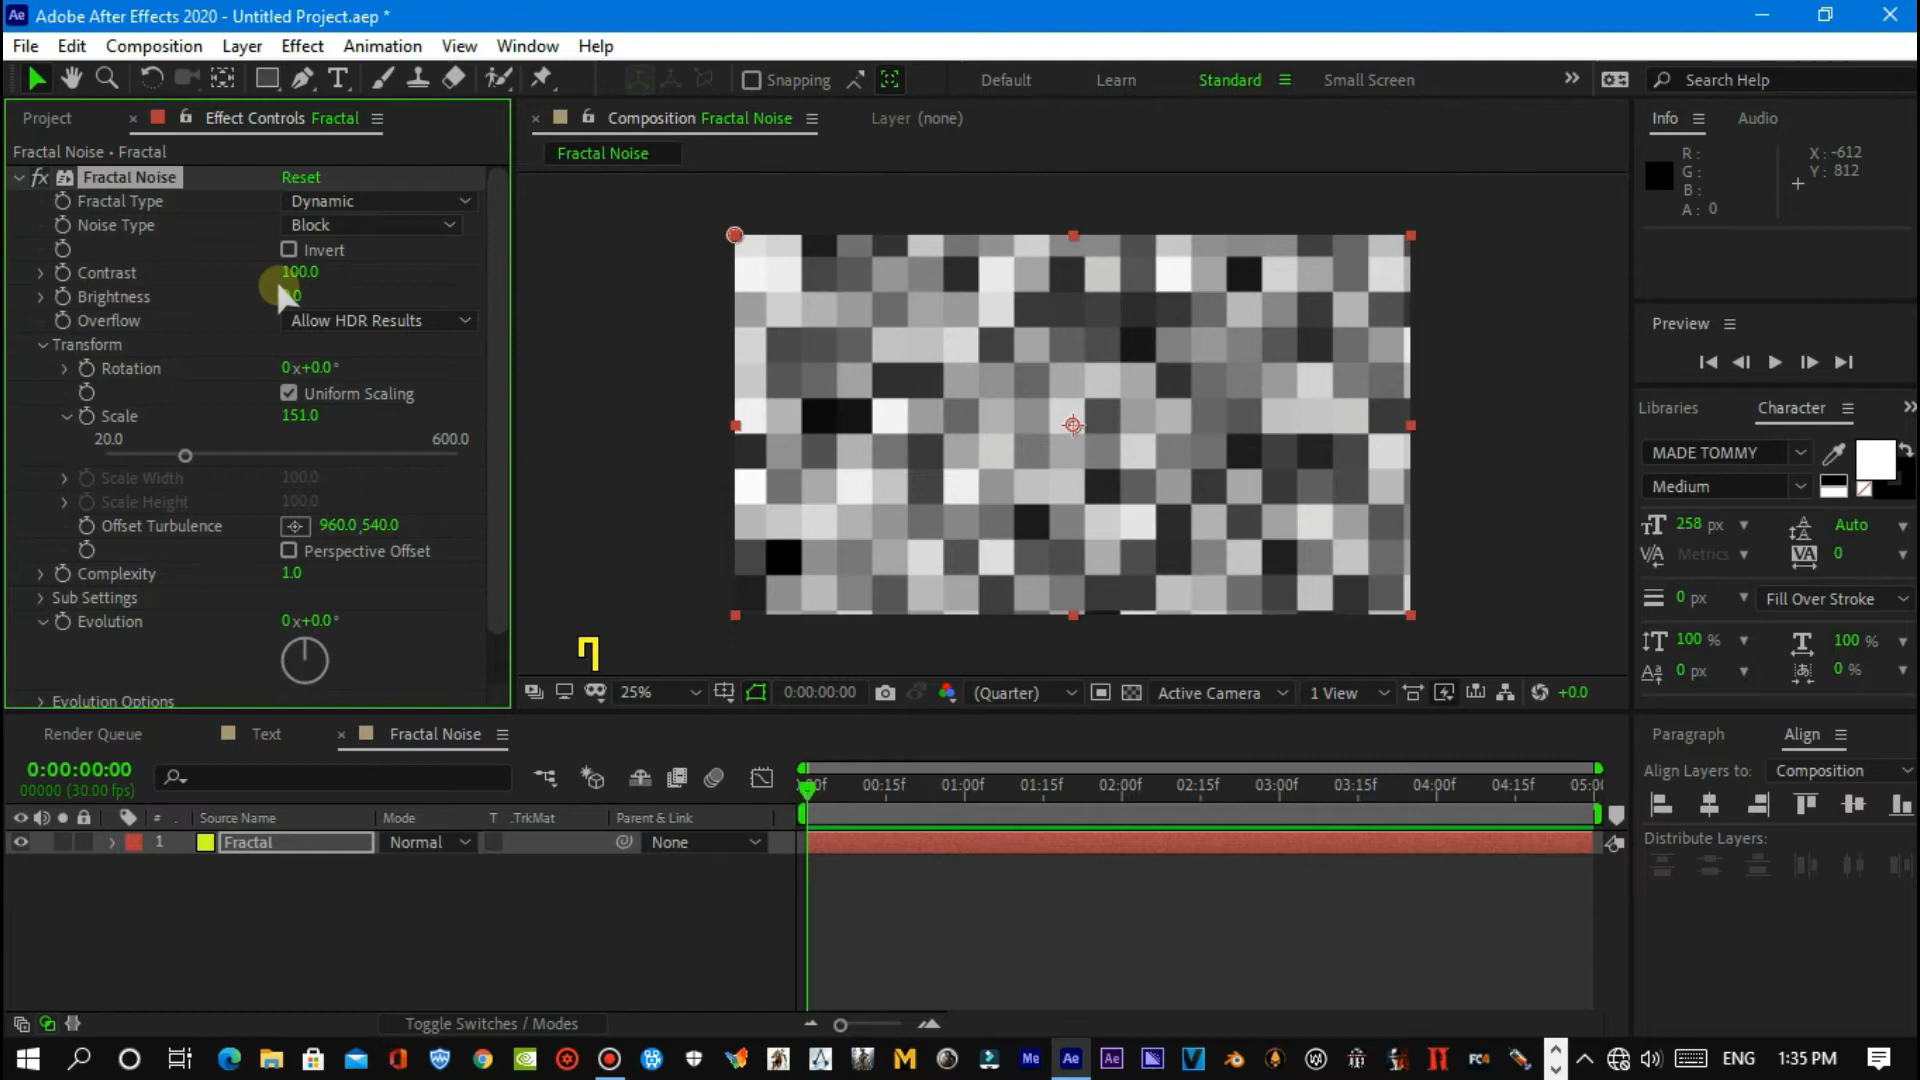 Adobe After Effects 2020 - Untitled Project.aep *
File Edit Composition Layer Effect Animation View Window Help
Snapping Default Learn Standard Small Screen Search Help
Project Effect Controls Fractal
Fractal Noise • Fractal
fx Fractal Noise Reset
Fractal Type Dynamic
Noise Type Block
Invert
Contrast 100.0
Brightness
Overflow Allow HDR Results
Transform
Rotation 0x+0.0°
Uniform Scaling
Scale 151.0
20.0 600.0
Scale Width 100.0
Scale Height 100.0
Offset Turbulence 960.0,540.0
Perspective Offset
Complexity 1.0
Sub Settings
Evolution 0x+0.0°
Evolution Options
Composition Fractal Noise Layer (none)
Fractal Noise
25% 0:00:00:00 (Quarter) Active Camera 1 View +0.0
Info Audio
R:
G:
B:
A: 0
X: -612
Y: 812
Preview
Libraries Character
MADE TOMMY
Medium
258 px Auto
Metrics 0
0 px Fill Over Stroke
100 % 100 %
0 px 0 %
Paragraph Align
Align Layers to: Composition
Distribute Layers:
Render Queue Text Fractal Noise
0:00:00:00
00000 (30.00 fps)
00:15f 01:00f 01:15f 02:00f 02:15f 03:00f 03:15f 04:00f 04:15f
# Source Name Mode T .TrkMat Parent & Link
1 Fractal Normal None
Toggle Switches / Modes
Me Ae Ae FC4 ENG 1:35 PM